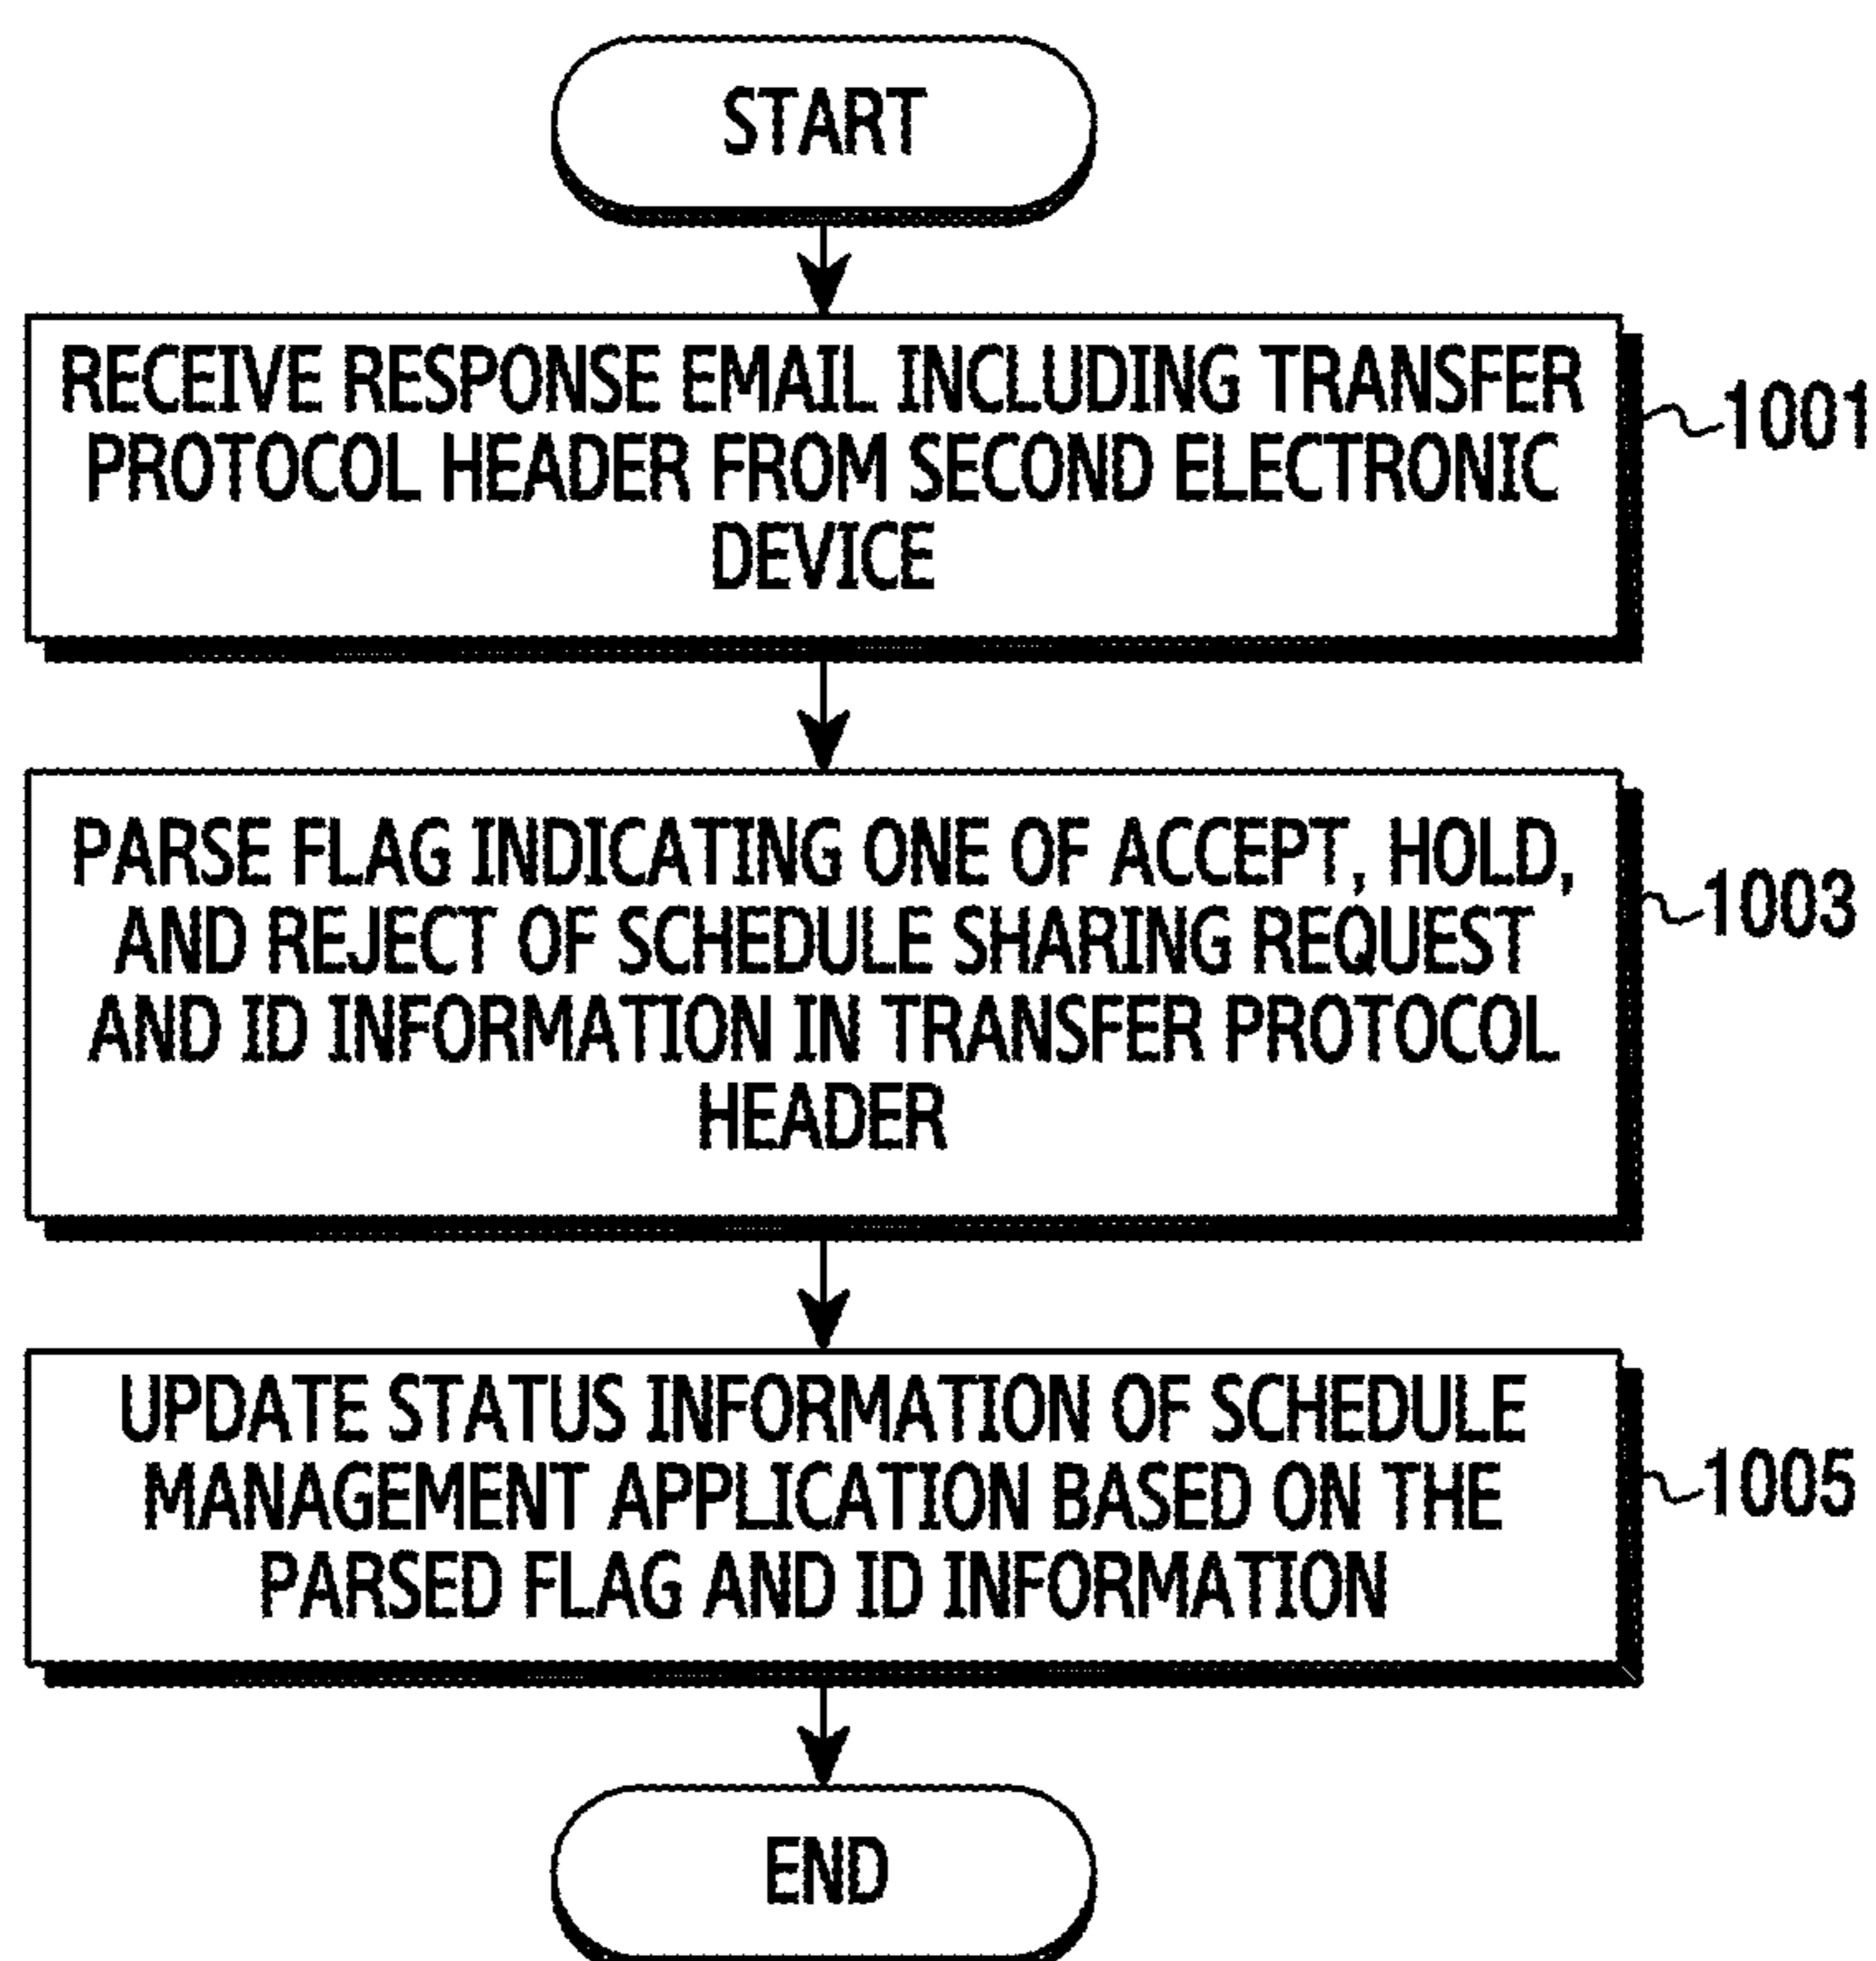 START
RECEIVE RESPONSE EMAIL INCLUDING TRANSFER
PROTOCOL HEADER FROM SECOND ELECTRONIC
DEVICE
1001
PARSE FLAG INDICATING ONE OF ACCEPT, HOLD,
AND REJECT OF SCHEDULE SHARING REQUEST
AND ID INFORMATION IN TRANSFER PROTOCOL
HEADER
1003
UPDATE STATUS INFORMATION OF SCHEDULE
MANAGEMENT APPLICATION BASED ON THE
PARSED FLAG AND ID INFORMATION
1005
END